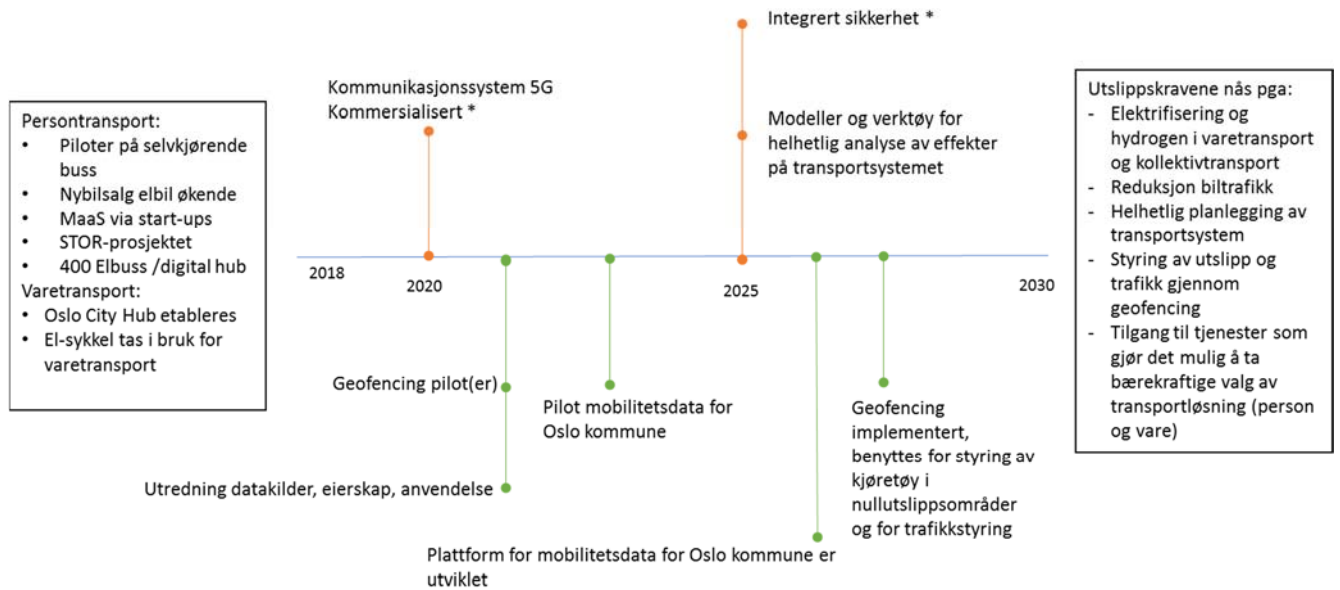 Persontransport:
• Piloter på selvkjørende
buss
• Nybilsalg elbil økende
• MaaS via start-ups
• STOR-prosjektet
• 400 Elbuss /digital hub
Varetransport:
• Oslo City Hub etableres
• El-sykkel tas i bruk for
varetransport
Kommunikasjonssystem 5G
Kommersialisert *
Integrert sikkerhet *
Modeller og verktøy for
helhetlig analyse av effekter
på transportsystemet
2018
2020
2025
2030
Geofencing pilot(er)
Utredning datakilder, eierskap, anvendelse
Pilot mobilitetsdata for
Oslo kommune
Plattform for mobilitetsdata for Oslo kommune er
utviklet
Geofencing
implementert,
benyttes for styring av
kjøretøy i
nullutslippsområder
og for trafikkstyring
Utslippskravene nås pga:
- Elektrifisering og
hydrogen i varetransport
og kollektivtransport
- Reduksjon biltrafikk
- Helhetlig planlegging av
transportsystem
- Styring av utslipp og
trafikk gjennom
geofencing
- Tilgang til tjenester som
gjør det mulig å ta
bærekraftige valg av
transportløsning (person
og vare)